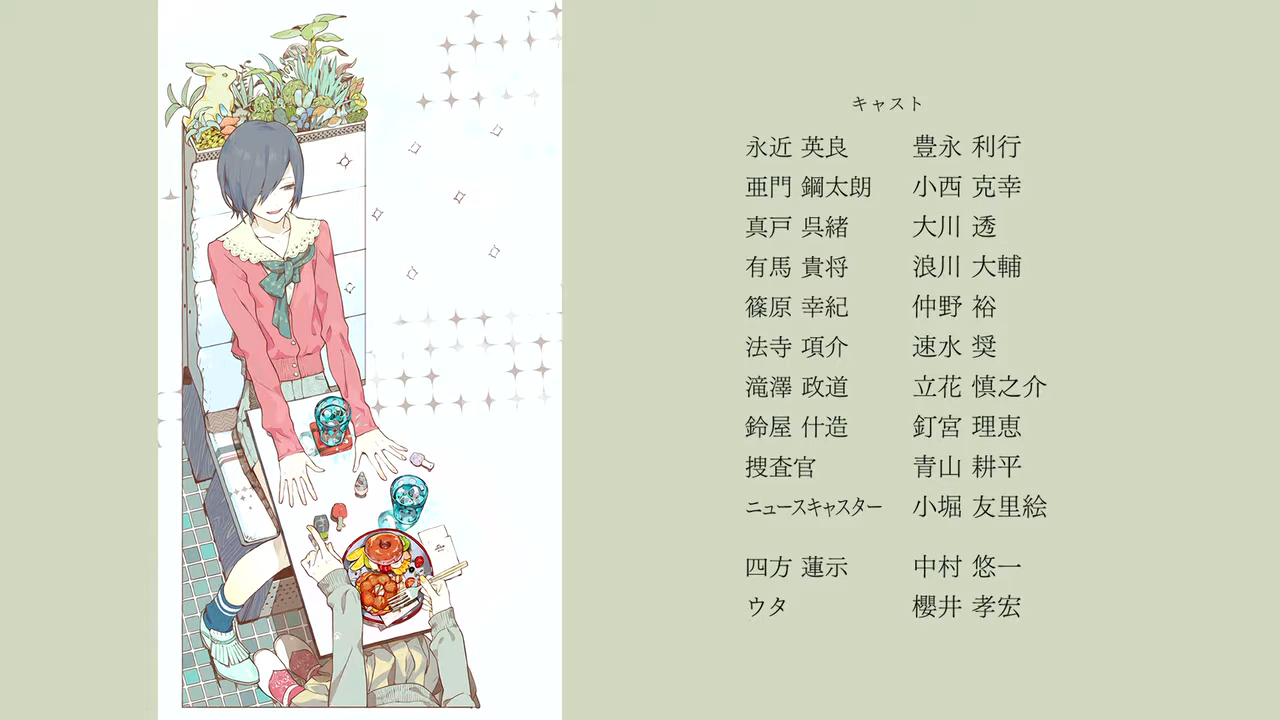 キャスト
永近 英良 豊永 利行
亜門 鋼太朗 小西 克幸
真戸 呉緒 大川 透
有馬 貴将 浪川 大輔
篠原 幸紀 仲野 裕
法寺 項介 速水 奨
滝澤 政道 立花 慎之介
鈴屋 什造 釘宮 理恵
捜査官 青山 耕平
ニュースキャスター 小堀 友里絵
四方 蓮示 中村 悠一
ウタ 櫻井 孝宏